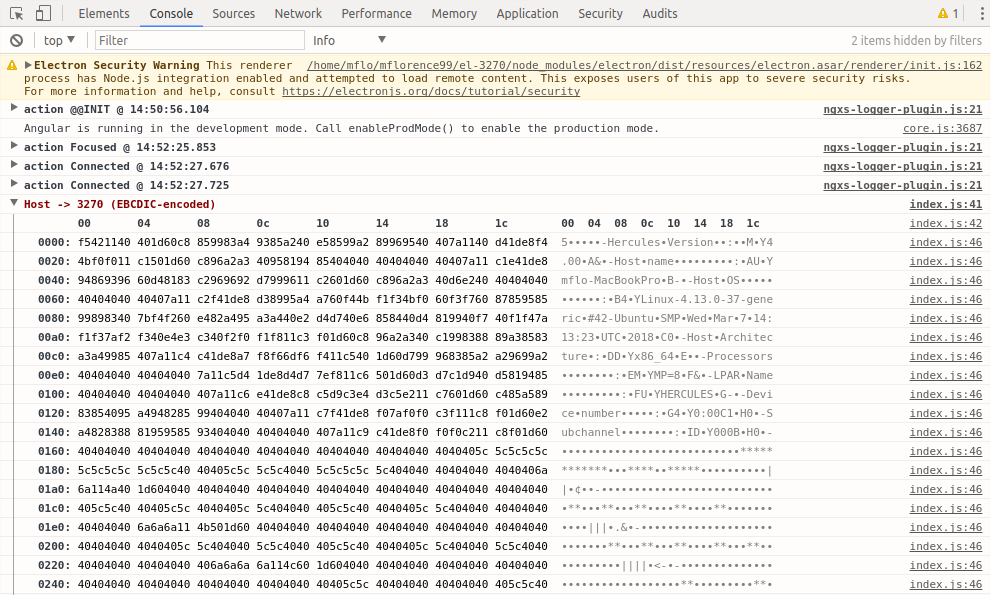 Elements Console Sources Network Performance Memory Application Security Audits 1
top Filter Info 2 items hidden by filters
Electron Security Warning This renderer /home/mflo/mflorence99/el-3270/node_modules/electron/dist/resources/electron.asar/renderer/init.js:162
process has Node.js integration enabled and attempted to load remote content. This exposes users of this app to severe security risks.
For more information and help, consult https://electronjs.org/docs/tutorial/security
action @@INIT @ 14:50:56.104 ngxs-logger-plugin.js:21
Angular is running in the development mode. Call enableProdMode() to enable the production mode. core.js:3687
action Focused @ 14:52:25.853 ngxs-logger-plugin.js:21
action Connected @ 14:52:27.676 ngxs-logger-plugin.js:21
action Connected @ 14:52:27.725 ngxs-logger-plugin.js:21
Host -> 3270 (EBCDIC-encoded) index.js:41
00 04 08 0c 10 14 18 1c 00 04 08 0c 10 14 18 1c index.js:42
0000: f5421140 401d60c8 859983a4 9385a240 e58599a2 89969540 407a1140 d41de8f4 5•••••-Hercules•Version••:••M•Y4 index.js:46
0020: 4bf0f011 c1501d60 c896a2a3 40958194 85404040 40404040 40407a11 c1e41de8 .00•A&•-Host•name•••••••••:•AU•Y index.js:46
0040: 94869396 60d48183 c2969692 d7999611 c2601d60 c896a2a3 40d6e240 40404040 mflo-MacBookPro•B-•-Host•OS••••• index.js:46
0060: 40404040 40407a11 c2f41de8 d38995a4 a760f44b f1f34bf0 60f3f760 87859585 ••••••:•B4•YLinux-4.13.0-37-gene index.js:46
0080: 99898340 7bf4f260 e482a495 a3a440e2 d4d740e6 858440d4 819940f7 40f1f47a ric•#42-Ubuntu•SMP•Wed•Mar•7•14: index.js:46
00a0: f1f37af2 f340e4e3 c340f2f0 f1f811c3 f01d60c8 96a2a340 c1998388 89a38583 13:23•UTC•2018•C0•-Host•Architec index.js:46
00c0: a3a49985 407a11c4 c41de8a7 f8f66df6 f411c540 1d60d799 968385a2 a29699a2 ture•:•DD•Yx86_64•E••-Processors index.js:46
00e0: 40404040 40404040 7a11c5d4 1de8d4d7 7ef811c6 501d60d3 d7c1d940 d5819485 ••••••••:•EM•YMP=8•F&•-LPAR•Name index.js:46
0100: 40404040 40404040 407a11c6 e41de8c8 c5d9c3e4 d3c5e211 c7601d60 c485a589 •••••••••:•FU•YHERCULES•G-•-Devi index.js:46
0120: 83854095 a4948285 99404040 40407a11 c7f41de8 f07af0f0 c3f111c8 f01d60e2 ce•number•••••:•G4•Y0:00C1•H0•-S index.js:46
0140: a4828388 81959585 93404040 40404040 407a11c9 c41de8f0 f0f0c211 c8f01d60 ubchannel••••••••:•ID•Y000B•H0•- index.js:46
0160: 40404040 40404040 40404040 40404040 40404040 40404040 4040405c 5c5c5c5c •••••••••••••••••••••••••••***** index.js:46
0180: 5c5c5c5c 5c5c5c40 40405c5c 5c5c4040 5c5c5c5c 5c404040 40404040 4040406a *******•••****••*****••••••••••| index.js:46
01a0: 6a114a40 1d604040 40404040 40404040 40404040 40404040 40404040 40404040 |•¢••-•••••••••••••••••••••••••• index.js:46
01c0: 405c5c40 40405c5c 4040405c 5c404040 405c5c40 4040405c 5c404040 40404040 •**•••**•••**••••**••••**••••••• index.js:46
01e0: 40404040 6a6a6a11 4b501d60 40404040 40404040 40404040 40404040 40404040 ••••|||•.&•-•••••••••••••••••••• index.js:46
0200: 40404040 4040405c 5c404040 5c5c4040 405c5c40 4040405c 5c404040 5c5c4040 •••••••**•••**•••**••••**•••**•• index.js:46
0220: 40404040 40404040 406a6a6a 6a114c60 1d604040 40404040 40404040 40404040 •••••••••||||•<-•-•••••••••••••• index.js:46
0240: 40404040 40404040 40404040 40404040 40405c5c 40404040 40404040 405c5c40 ••••••••••••••••••**•••••••••**• index.js:46